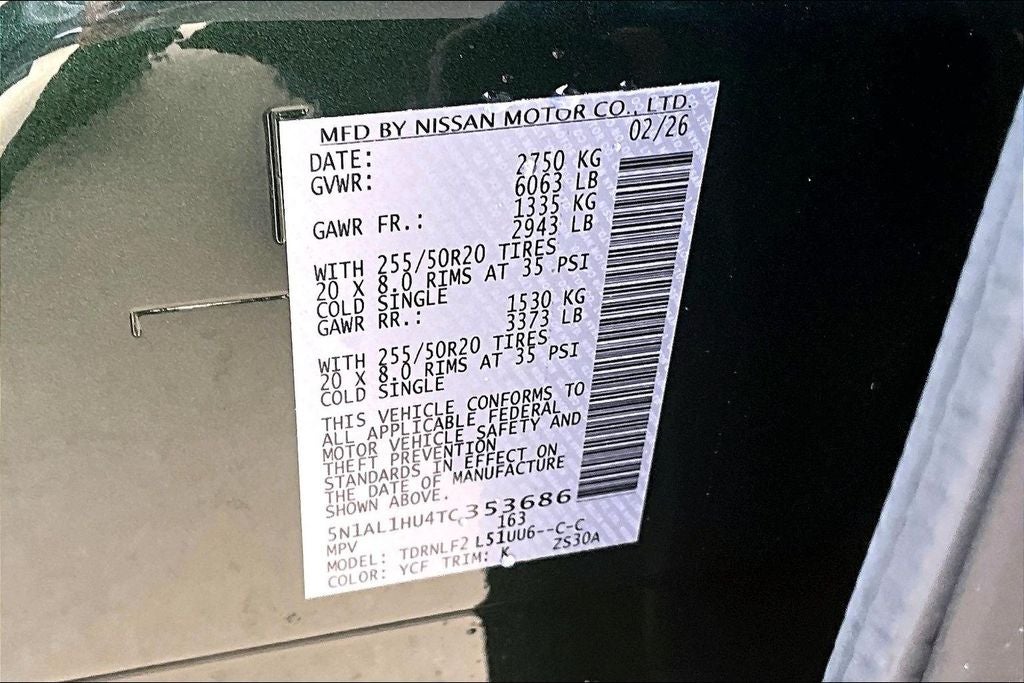 MFD BY NISSAN MOTOR CO., LTD.
DATE: 02/26
GVWR: 2750 KG
6063 LB
GAWR FR.: 1335 KG
2943 LB
WITH 255/50R20 TIRES
20 X 8.0 RIMS AT 35 PSI
COLD SINGLE
GAWR RR.: 1530 KG
3373 LB
WITH 255/50R20 TIRES
20 X 8.0 RIMS AT 35 PSI
COLD SINGLE
THIS VEHICLE CONFORMS TO
ALL APPLICABLE FEDERAL
MOTOR VEHICLE SAFETY AND
THEFT PREVENTION
STANDARDS IN EFFECT ON
THE DATE OF MANUFACTURE
SHOWN ABOVE.
5N1AL1HU4TC353686
MPV 163
MODEL: TDRNLF2 L51UU6--C-C
COLOR: YCF TRIM: K ZS30A